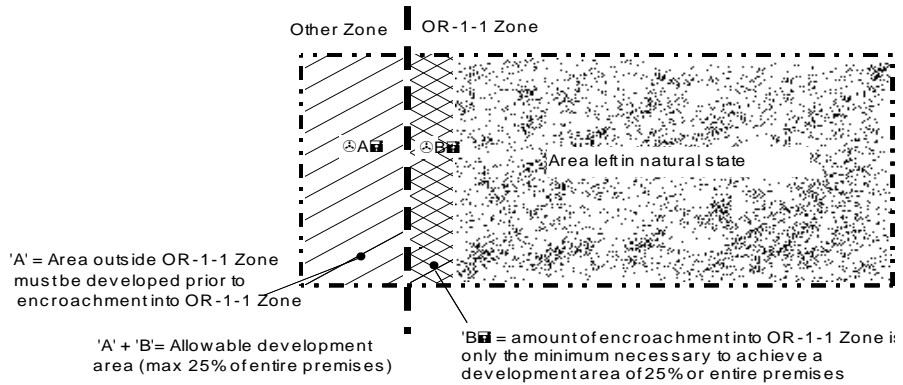 Other Zone
OR-1-1 Zone
✇A🖬
✇B🖬
Area left in natural state
'A' = Area outside OR-1-1 Zone
must be developed prior to
encroachment into OR-1-1 Zone
'A' + 'B' = Allowable development
area (max 25% of entire premises)
'B🖬 = amount of encroachment into OR-1-1 Zone is
only the minimum necessary to achieve a
development area of 25% or entire premises